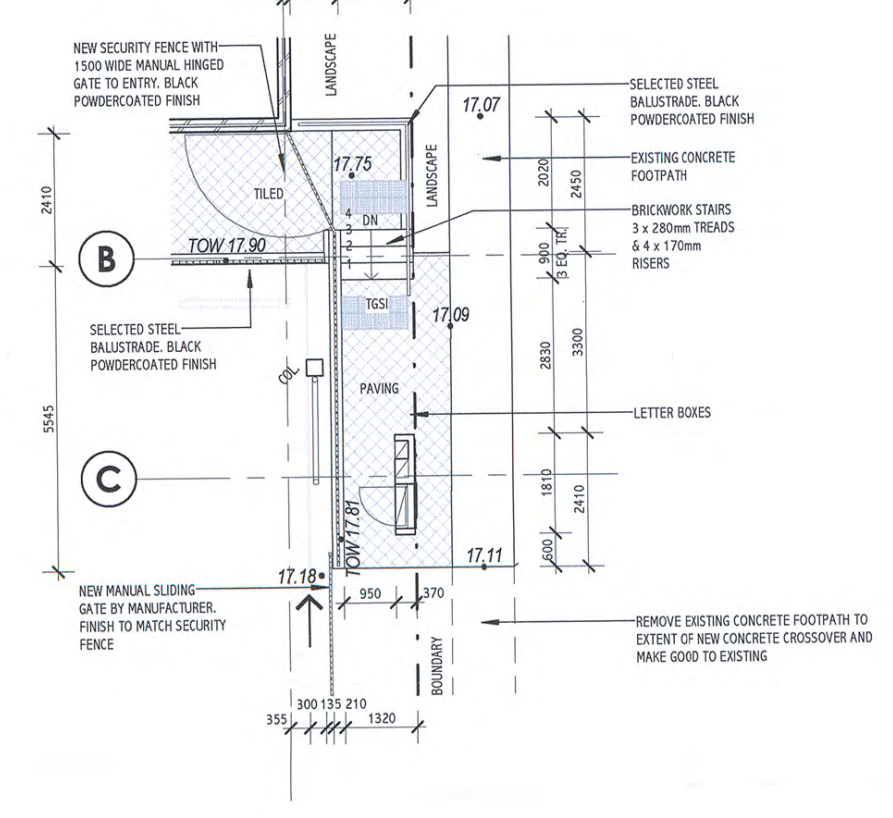 LANDSCAPE
NEW SECURITY FENCE WITH
1500 WIDE MANUAL HINGED
GATE TO ENTRY. BLACK
POWDERCOATED FINISH
SELECTED STEEL
BALUSTRADE. BLACK
POWDERCOATED FINISH
17.07
EXISTING CONCRETE
FOOTPATH
LANDSCAPE
17.75
TILED
2410
2020
2450
BRICKWORK STAIRS
3 x 280mm TREADS
& 4 x 170mm
RISERS
4
DN
3
2
1
TOW 17.90
B
900
3 EQ. TR.
TGSI
17.09
SELECTED STEEL
BALUSTRADE. BLACK
POWDERCOATED FINISH
COL.
PAVING
2830
3300
LETTER BOXES
5545
C
1810
2410
TOW 17.81
600
17.11
17.18
NEW MANUAL SLIDING
GATE BY MANUFACTURER.
FINISH TO MATCH SECURITY
FENCE
950
370
REMOVE EXISTING CONCRETE FOOTPATH TO
EXTENT OF NEW CONCRETE CROSSOVER AND
MAKE GOOD TO EXISTING
BOUNDARY
300 135 210
355
1320